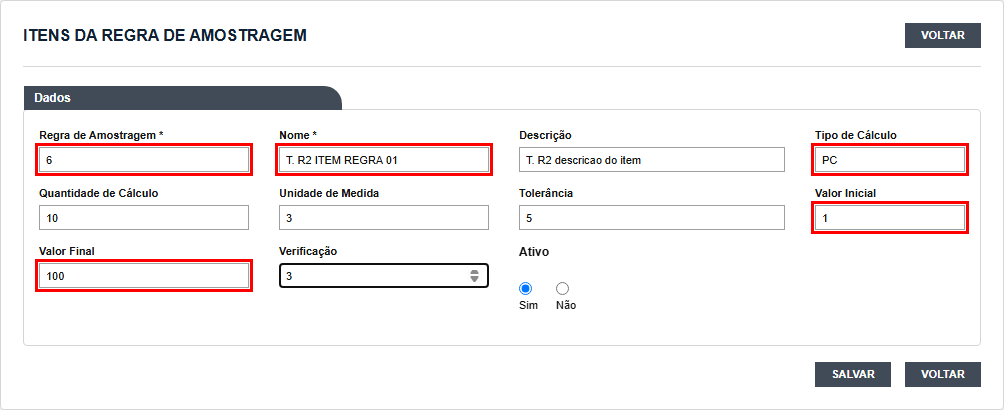 ITENS DA REGRA DE AMOSTRAGEM
VOLTAR
Dados
Regra de Amostragem * Nome * Descrição Tipo de Cálculo
6 T. R2 ITEM REGRA 01 T. R2 descricao do item PC
Quantidade de Cálculo Unidade de Medida Tolerância Valor Inicial
10 3 5 1
Valor Final Verificação Ativo
100 3
Sim Não
SALVAR VOLTAR